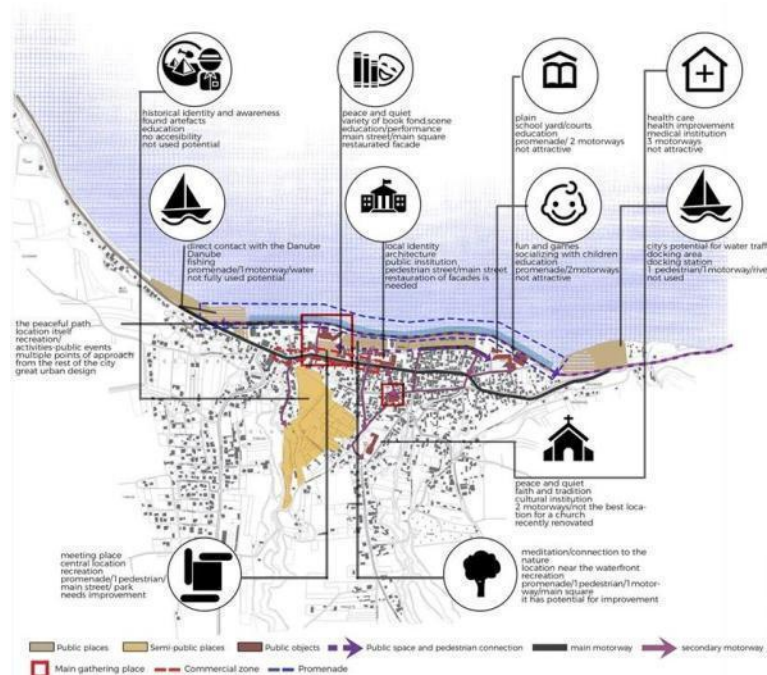 historical identity and awareness
found artefacts
education
no accesibility
not used potential
peace and quiet
variety of book fond,scene
education/performance
main street/main square
restaurated facade
plain
school yard/courts
education
promenade/ 2 motorways
not attractive
health care
health improvement
medical institution
3 motorways
not attractive
direct contact with the Danube
Danube
fishing
promenade/1motorway/water
not fully used potential
local identity
architecture
public institution
pedestrian street/main street
restauration of facades is
needed
fun and games
socializing with children
education
promenade/2motorways
not attractive
city's potential for water traff
docking area
docking station
1 pedestrian/1motorway/rive
not used
the peaceful path
location itself
recreation/
activities-public events
multiple points of approach
from the rest of the city
great urban design
peace and quiet
faith and tradition
cultural institution
2 motorways/not the best loca-
tion for a church
recently renovated
meeting place
central location
recreation
promenade/1pedestrian/
main street/ park
needs improvement
meditation/connection to the
nature
location near the waterfront
recreation
promenade/1pedestrian/1motor-
way/main square
it has potential for improvement
Public places
Semi-public places
Public objects
Public space and pedestrian connection
main motorway
secondary motorway
Main gathering place
Commercial zone
Promenade